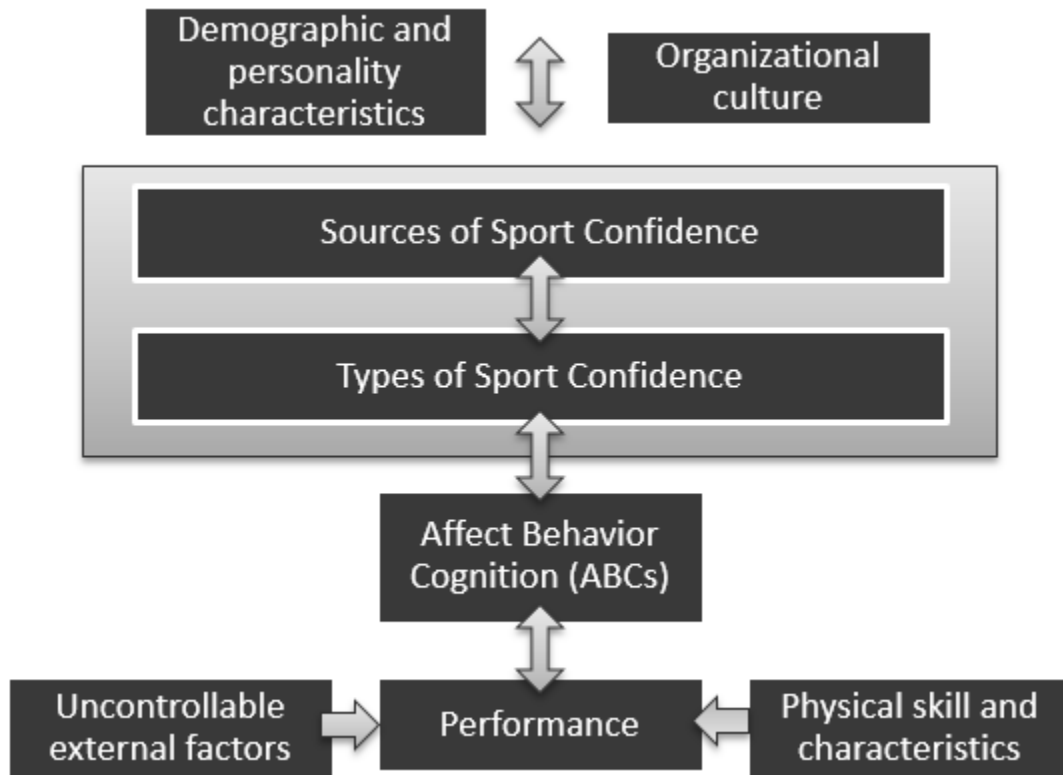 Demographic and
personality
characteristics
Organizational
culture
Sources of Sport Confidence
Types of Sport Confidence
Affect Behavior
Cognition (ABCs)
Uncontrollable
external factors
Performance
Physical skill and
characteristics